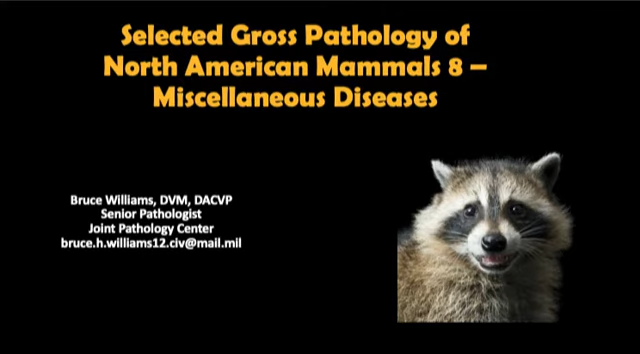 Selected Gross Pathology of
North American Mammals 8 –
Miscellaneous Diseases
Bruce Williams, DVM, DACVP
Senior Pathologist
Joint Pathology Center
bruce.h.williams12.civ@mail.mil